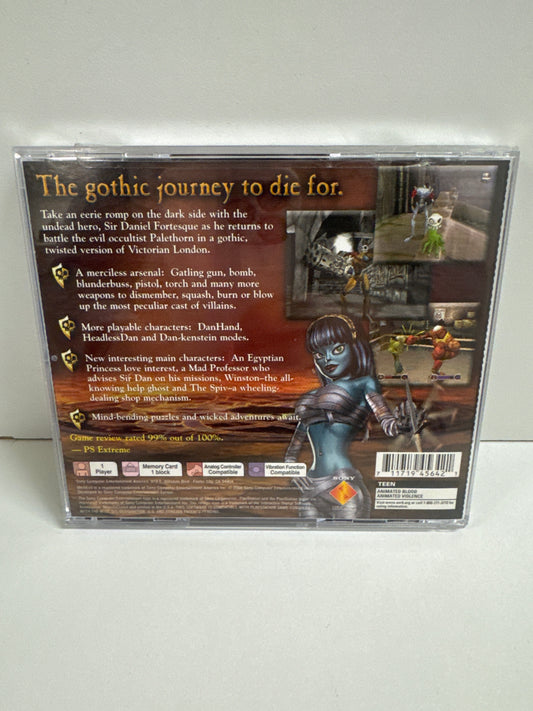 The gothic journey to die for.
Take an eerie romp on the dark side with the
undead hero, Sir Daniel Fortesque as he returns to
battle the evil occultist Palethorn in a gothic,
twisted version of Victorian London.
A merciless arsenal: Gatling gun, bomb,
blunderbuss, pistol, torch and many more
weapons to dismember, squash, burn or blow
up the most peculiar cast of villains.
More playable characters: DanHand,
HeadlessDan and Dan-kenstein modes.
New interesting main characters: An Egyptian
Princess love interest, a Mad Professor who
advises Sir Dan on his missions, Winston–the all-
knowing help ghost and The Spiv–a wheeling-
dealing shop mechanism.
Mind-bending puzzles and wicked adventures await.
Game review rated 99% out of 100%.
— PS Extreme
1
Player
Memory Card
1 block
Analog Controller
Compatible
Vibration Function
Compatible
SONY
7 11719 45642 1
TEEN
ANIMATED BLOOD
ANIMATED VIOLENCE